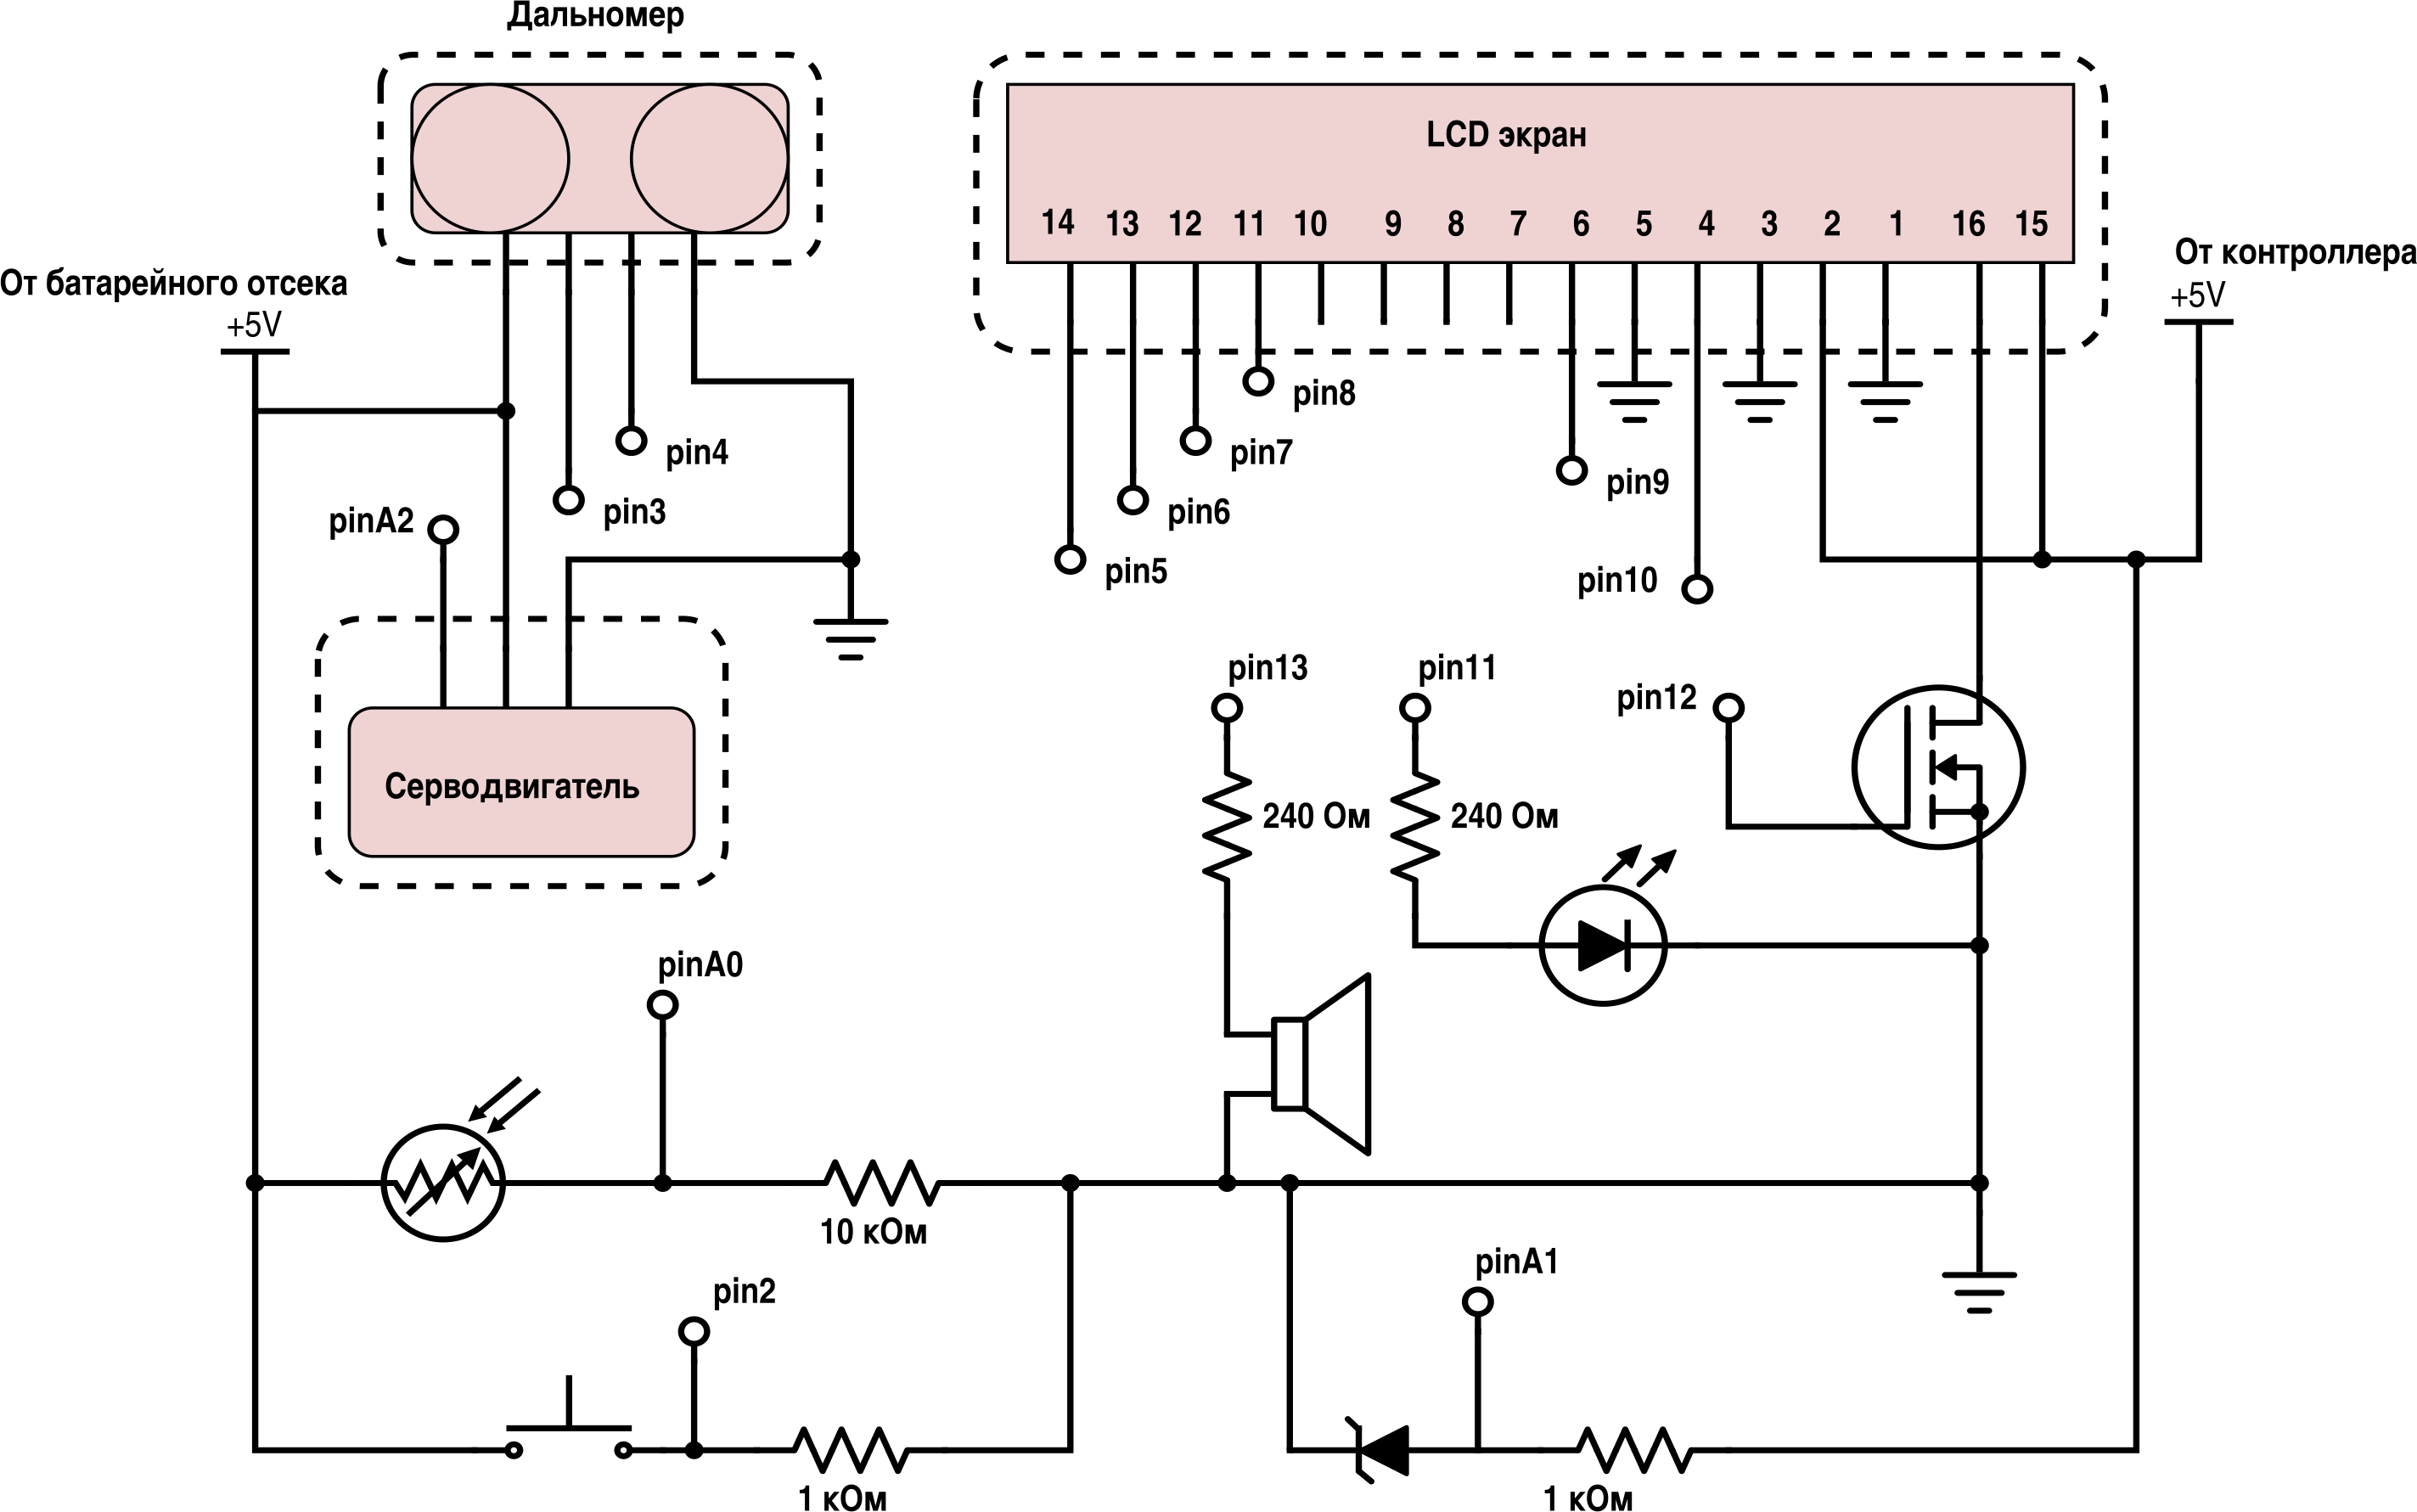 Дальномер
LCD экран
14 13 12 11 10 9 8 7 6 5 4 3 2 1 16 15
От батарейного отсека
+5V
От контроллера
+5V
pin8
pin4
pin7
pin9
pin3
pin6
pinA2
pin5
pin10
pin13
pin11
pin12
Серводвигатель
240 Ом
240 Ом
pinA0
10 кОм
pinA1
pin2
1 кОм
1 кОм